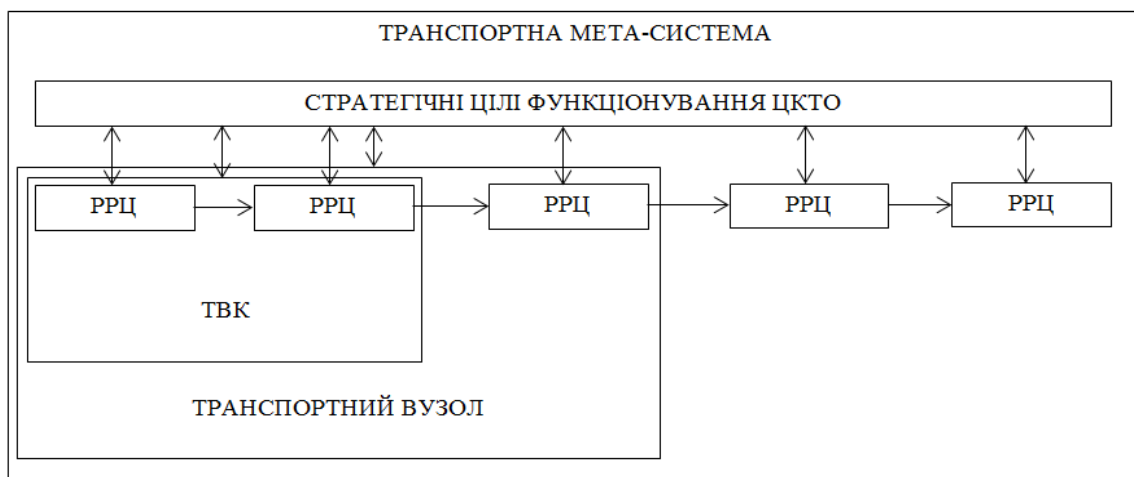 ТРАНСПОРТНА МЕТА-СИСТЕМА
СТРАТЕГІЧНІ ЦІЛІ ФУНКЦІОНУВАННЯ ЦКТО
РРЦ
РРЦ
РРЦ
РРЦ
РРЦ
ТВК
ТРАНСПОРТНИЙ ВУЗОЛ